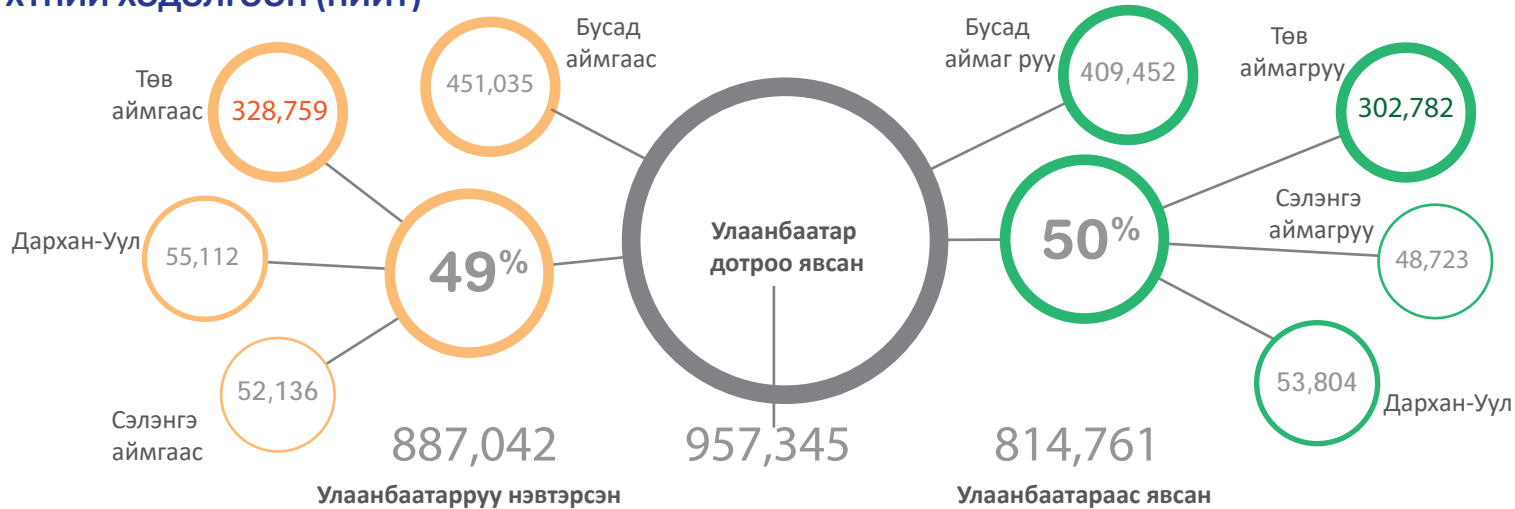 ХӨДӨЛГӨӨН (НИЙТ)
Төв
аймгаас
328,759
Бусад
аймгаас
451,035
Дархан-Уул
55,112
49%
Сэлэнгэ
аймгаас
52,136
Улаанбаатар
дотроо явсан
Бусад
аймаг руу
409,452
Төв
аймагруу
302,782
50%
Сэлэнгэ
аймагруу
48,723
53,804
Дархан-Уул
887,042
Улаанбаатарруу нэвтэрсэн
957,345
814,761
Улаанбаатараас явсан